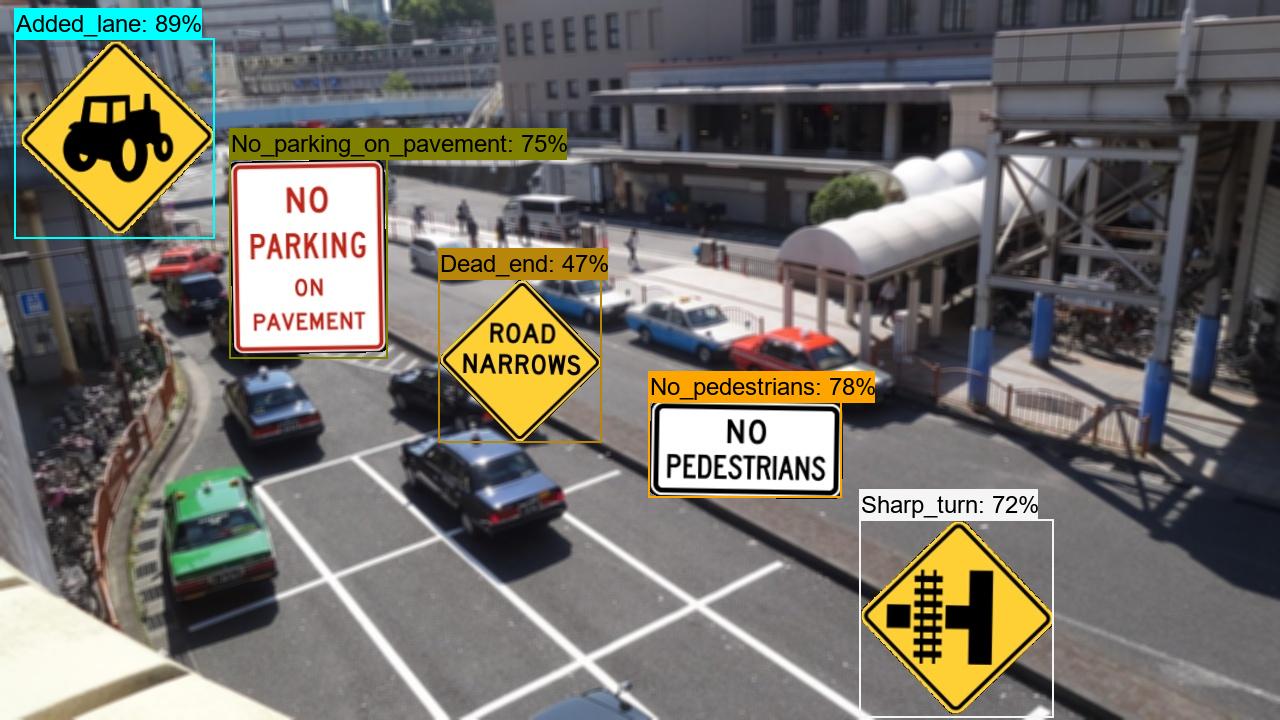 Added_lane: 89%
No_parking_on_pavement: 75%
NO
PARKING
ON
PAVEMENT
Dead_end: 47%
ROAD
NARROWS
No_pedestrians: 78%
NO
PEDESTRIANS
Sharp_turn: 72%